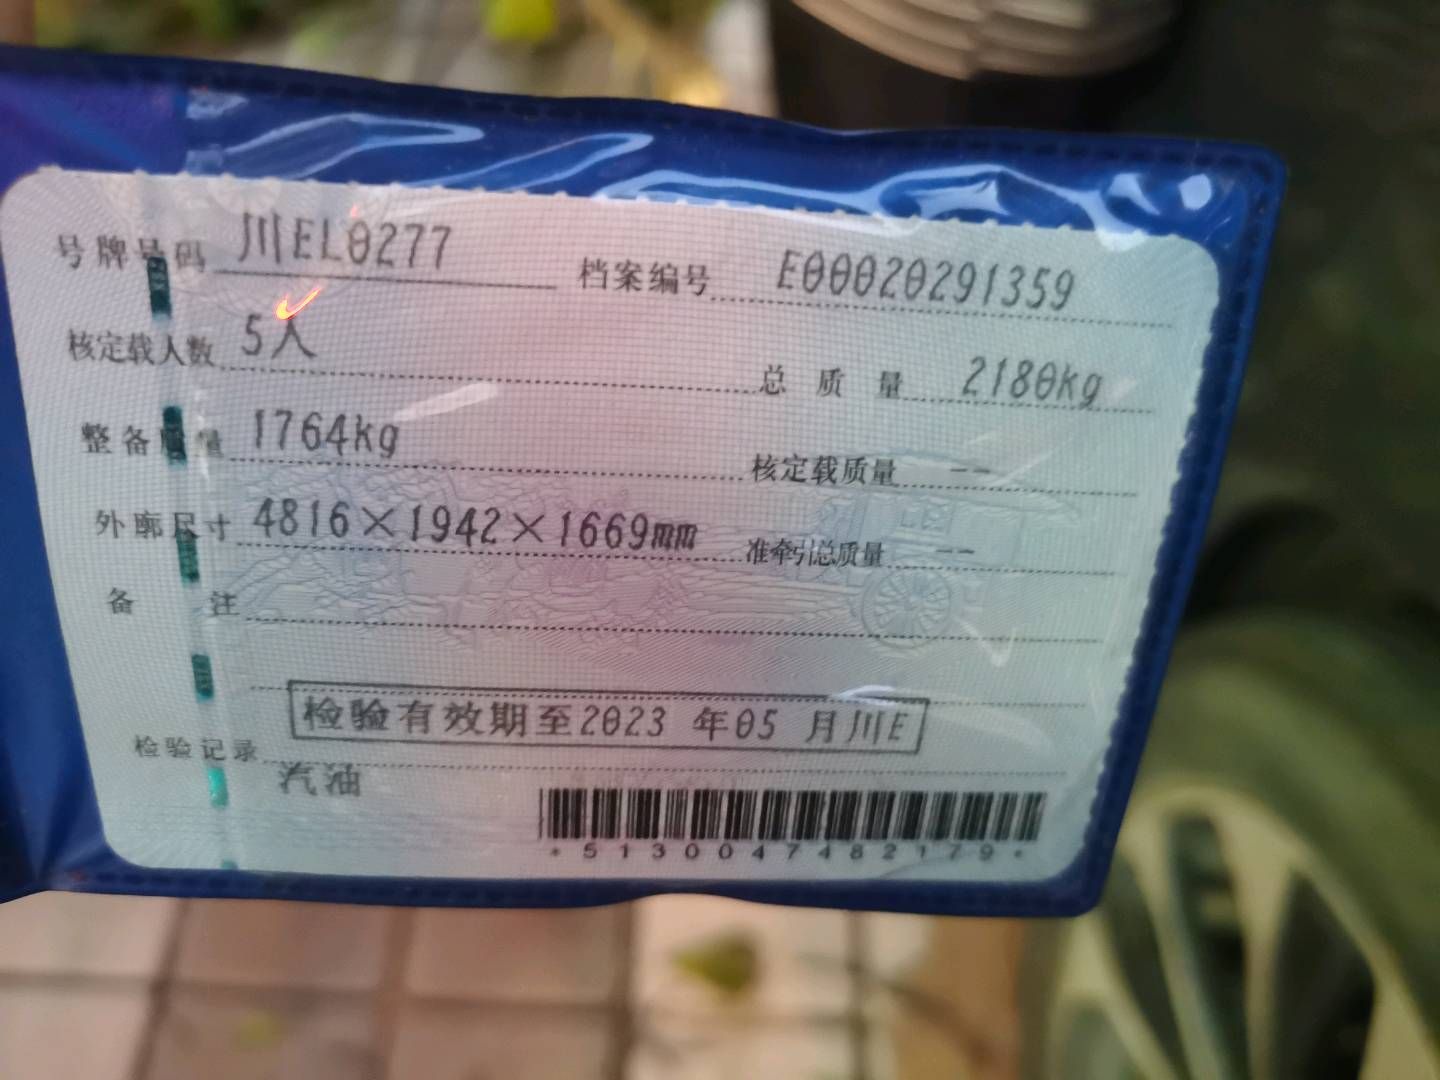 号牌号码 川EL0277 档案编号 E00020291359
核定载人数 5人 总质量 2180kg
整备质量 1764kg 核定载质量 --
外廓尺寸 4816×1942×1669mm 准牵引总质量 --
备注
检验有效期至2023 年05 月川E
检验记录
汽油
*5130047482179*